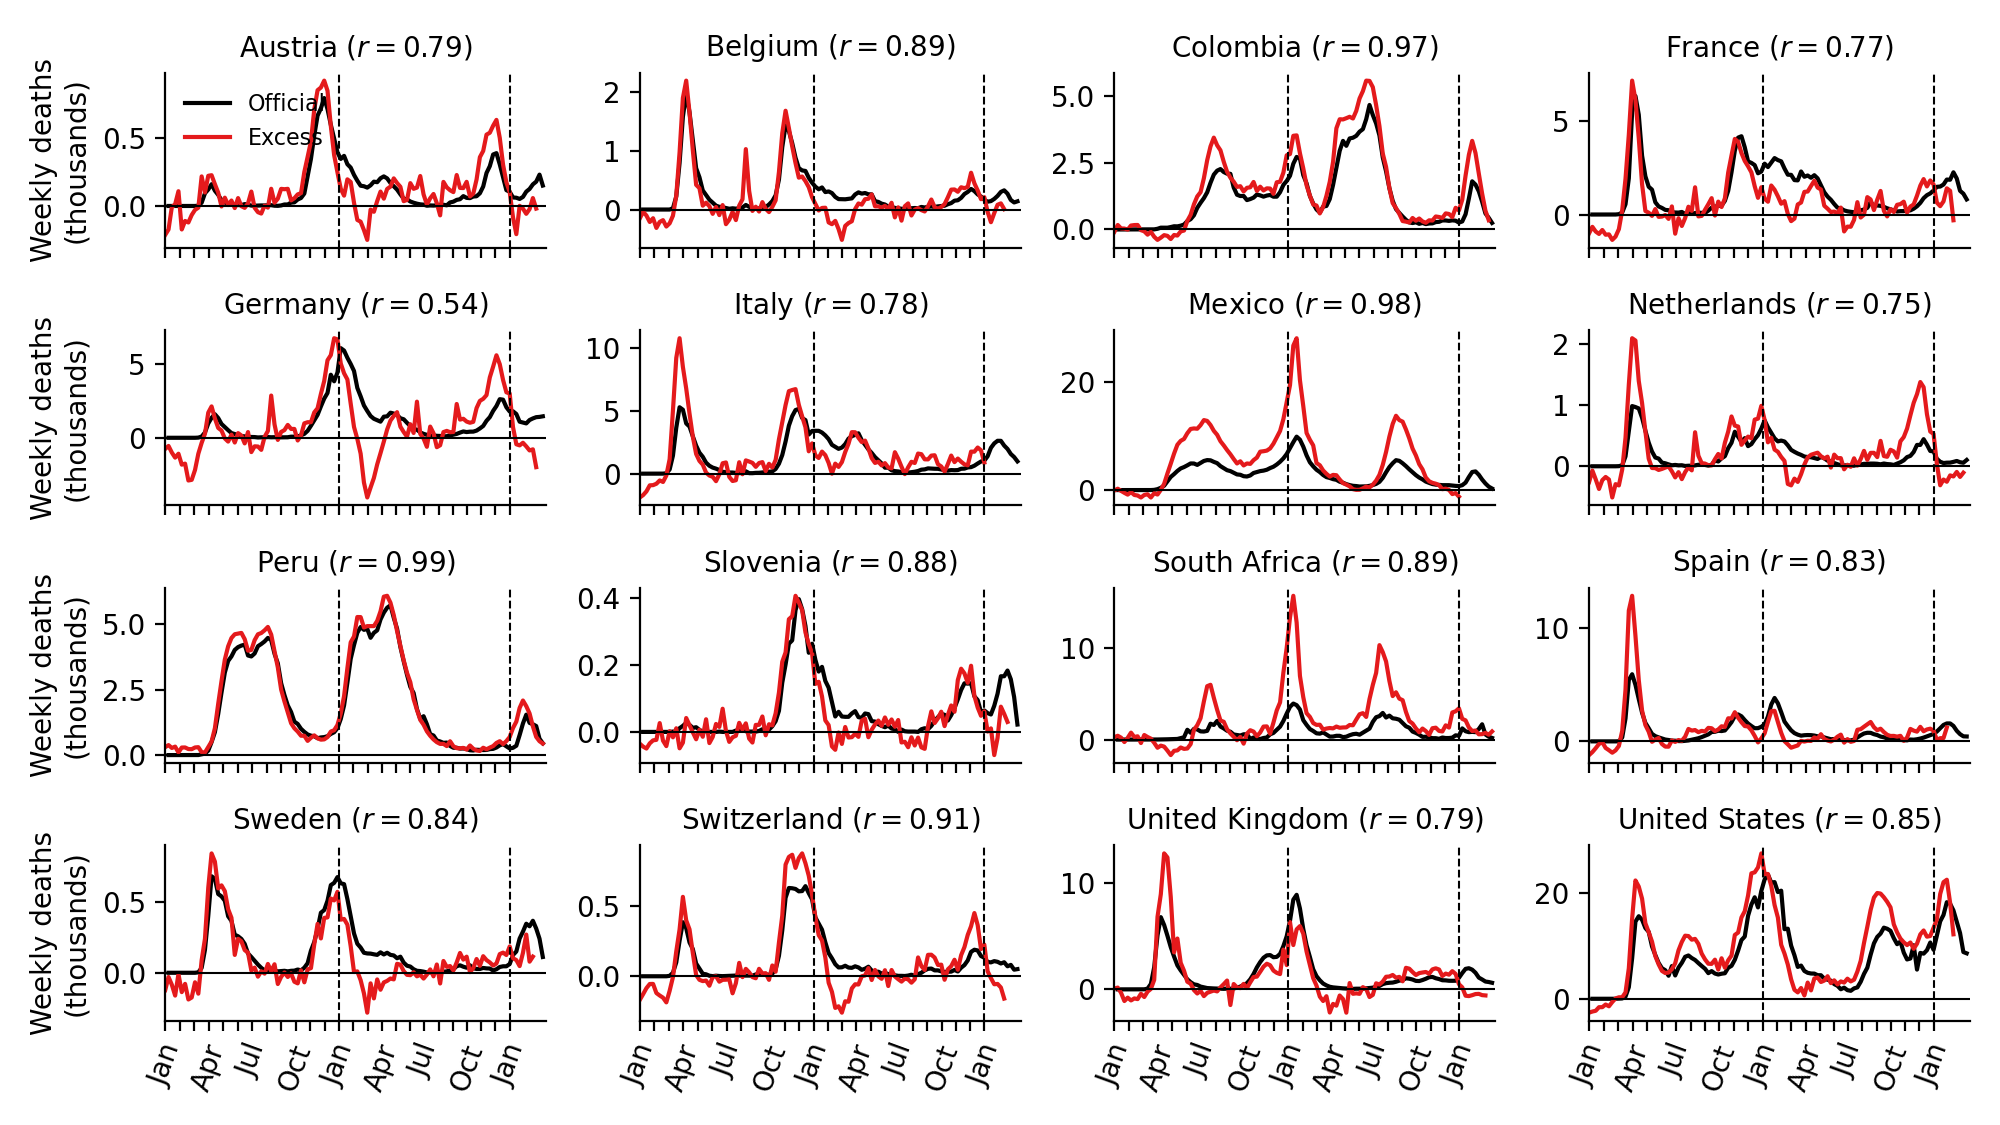 Austria (r = 0.79)
Belgium (r = 0.89)
Colombia (r = 0.97)
France (r = 0.77)
Weekly deaths
(thousands)
0.5
0.0
Official
Excess
2
1
0
5.0
2.5
0.0
5
0
Germany (r = 0.54)
Italy (r = 0.78)
Mexico (r = 0.98)
Netherlands (r = 0.75)
Weekly deaths
(thousands)
5
0
10
5
0
20
0
2
1
0
Peru (r = 0.99)
Slovenia (r = 0.88)
South Africa (r = 0.89)
Spain (r = 0.83)
Weekly deaths
(thousands)
5.0
2.5
0.0
0.4
0.2
0.0
10
0
10
0
Sweden (r = 0.84)
Switzerland (r = 0.91)
United Kingdom (r = 0.79)
United States (r = 0.85)
Weekly deaths
(thousands)
0.5
0.0
0.5
0.0
10
0
20
0
Jan Apr Jul Oct Jan Apr Jul Oct Jan
Jan Apr Jul Oct Jan Apr Jul Oct Jan
Jan Apr Jul Oct Jan Apr Jul Oct Jan
Jan Apr Jul Oct Jan Apr Jul Oct Jan